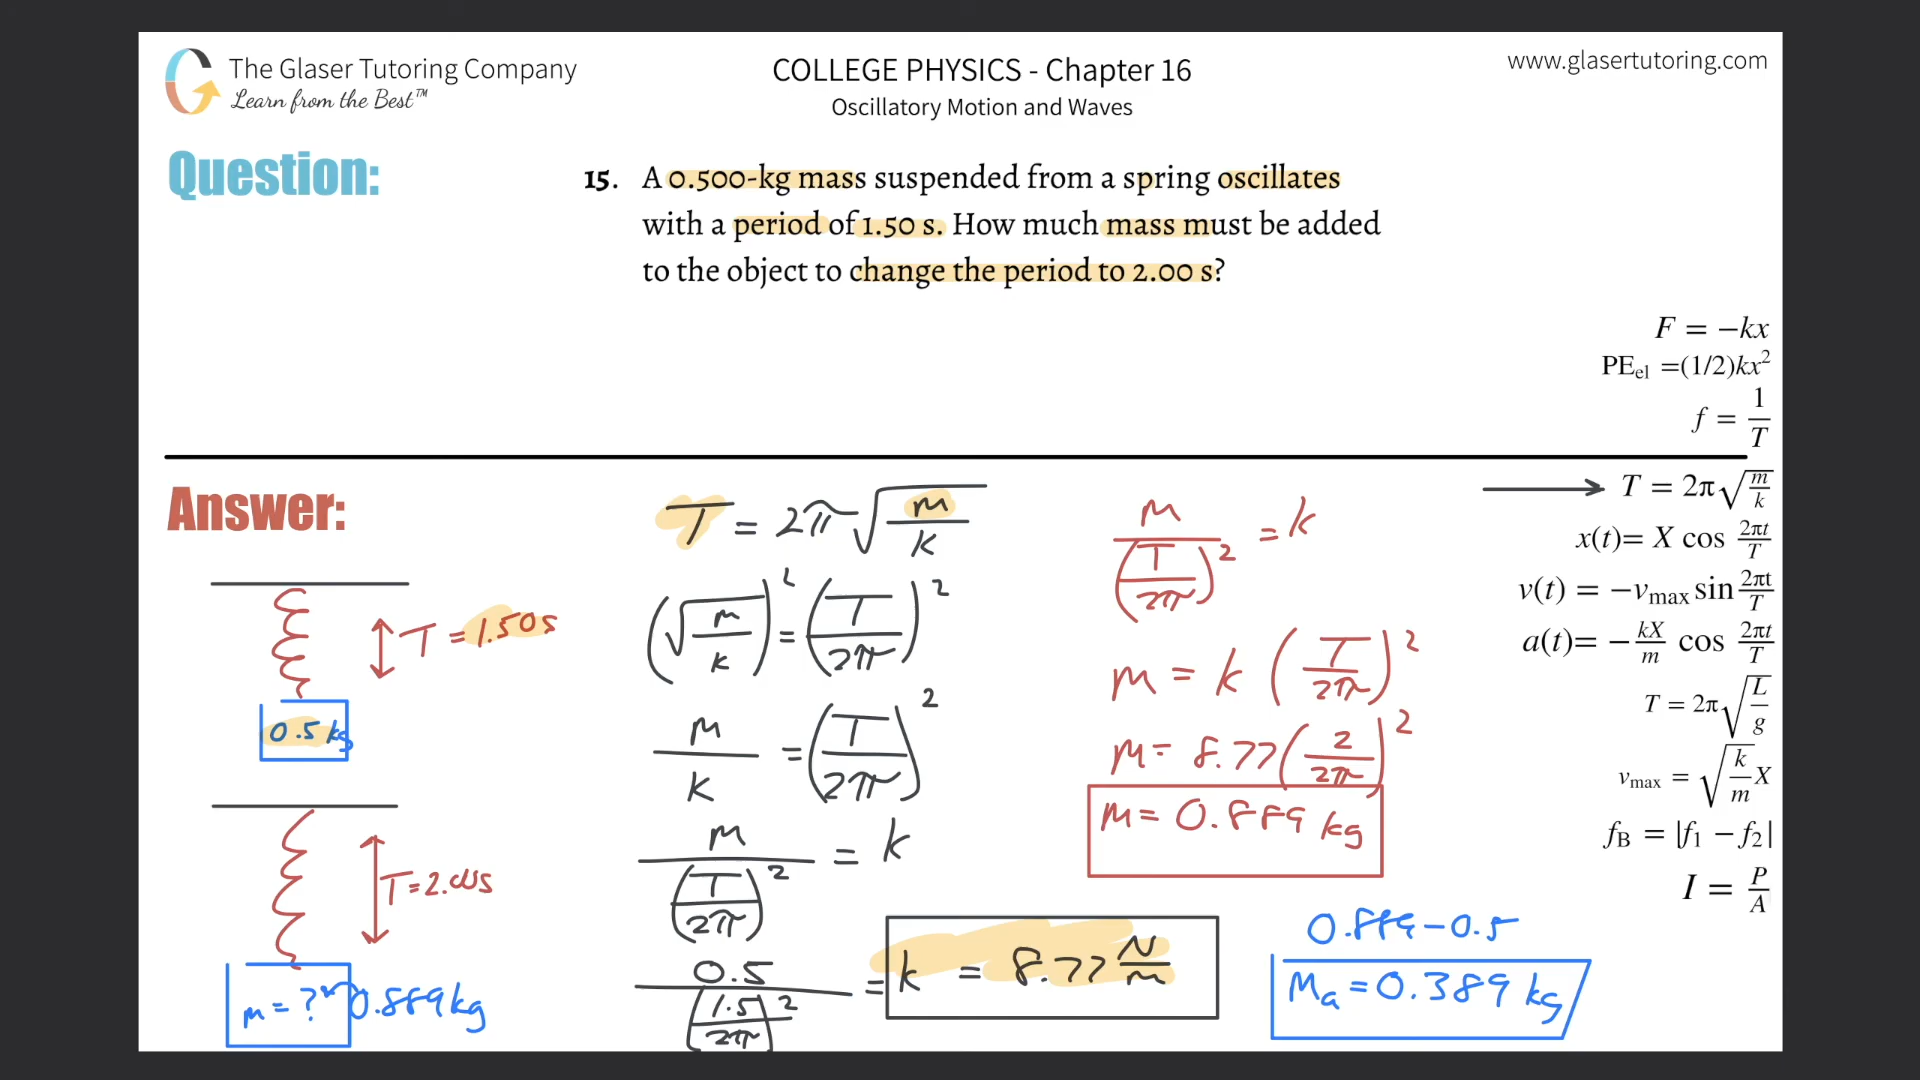 The Glaser Tutoring Company
Learn from the Best™
COLLEGE PHYSICS - Chapter 16
Oscillatory Motion and Waves
www.glasertutoring.com
Question:
15. A 0.500-kg mass suspended from a spring oscillates
with a period of 1.50 s. How much mass must be added
to the object to change the period to 2.00 s?
F = −kx
PEel =(1/2)kx²
f = 1/T
T = 2π√(m/k)
x(t)= X cos 2πt/T
v(t) = −vmax sin 2πt/T
a(t)= −kX/m cos 2πt/T
T = 2π√(L/g)
vmax = √(k/m)X
fB = |f1 − f2|
I = P/A
Answer:
T = 1.50s
0.5 kg
T=2.00s
m=? 0.889kg
T = 2π√(m/k)
(√(m/k))² = (T/2π)²
m/k = (T/2π)²
m/(T/2π)² = k
0.5/(1.5/2π)² = k = 8.77 N/m
m/(T/2π)² = k
m = k (T/2π)²
m = 8.77 (2/2π)²
m = 0.889 kg
0.889-0.5
Ma = 0.389 kg